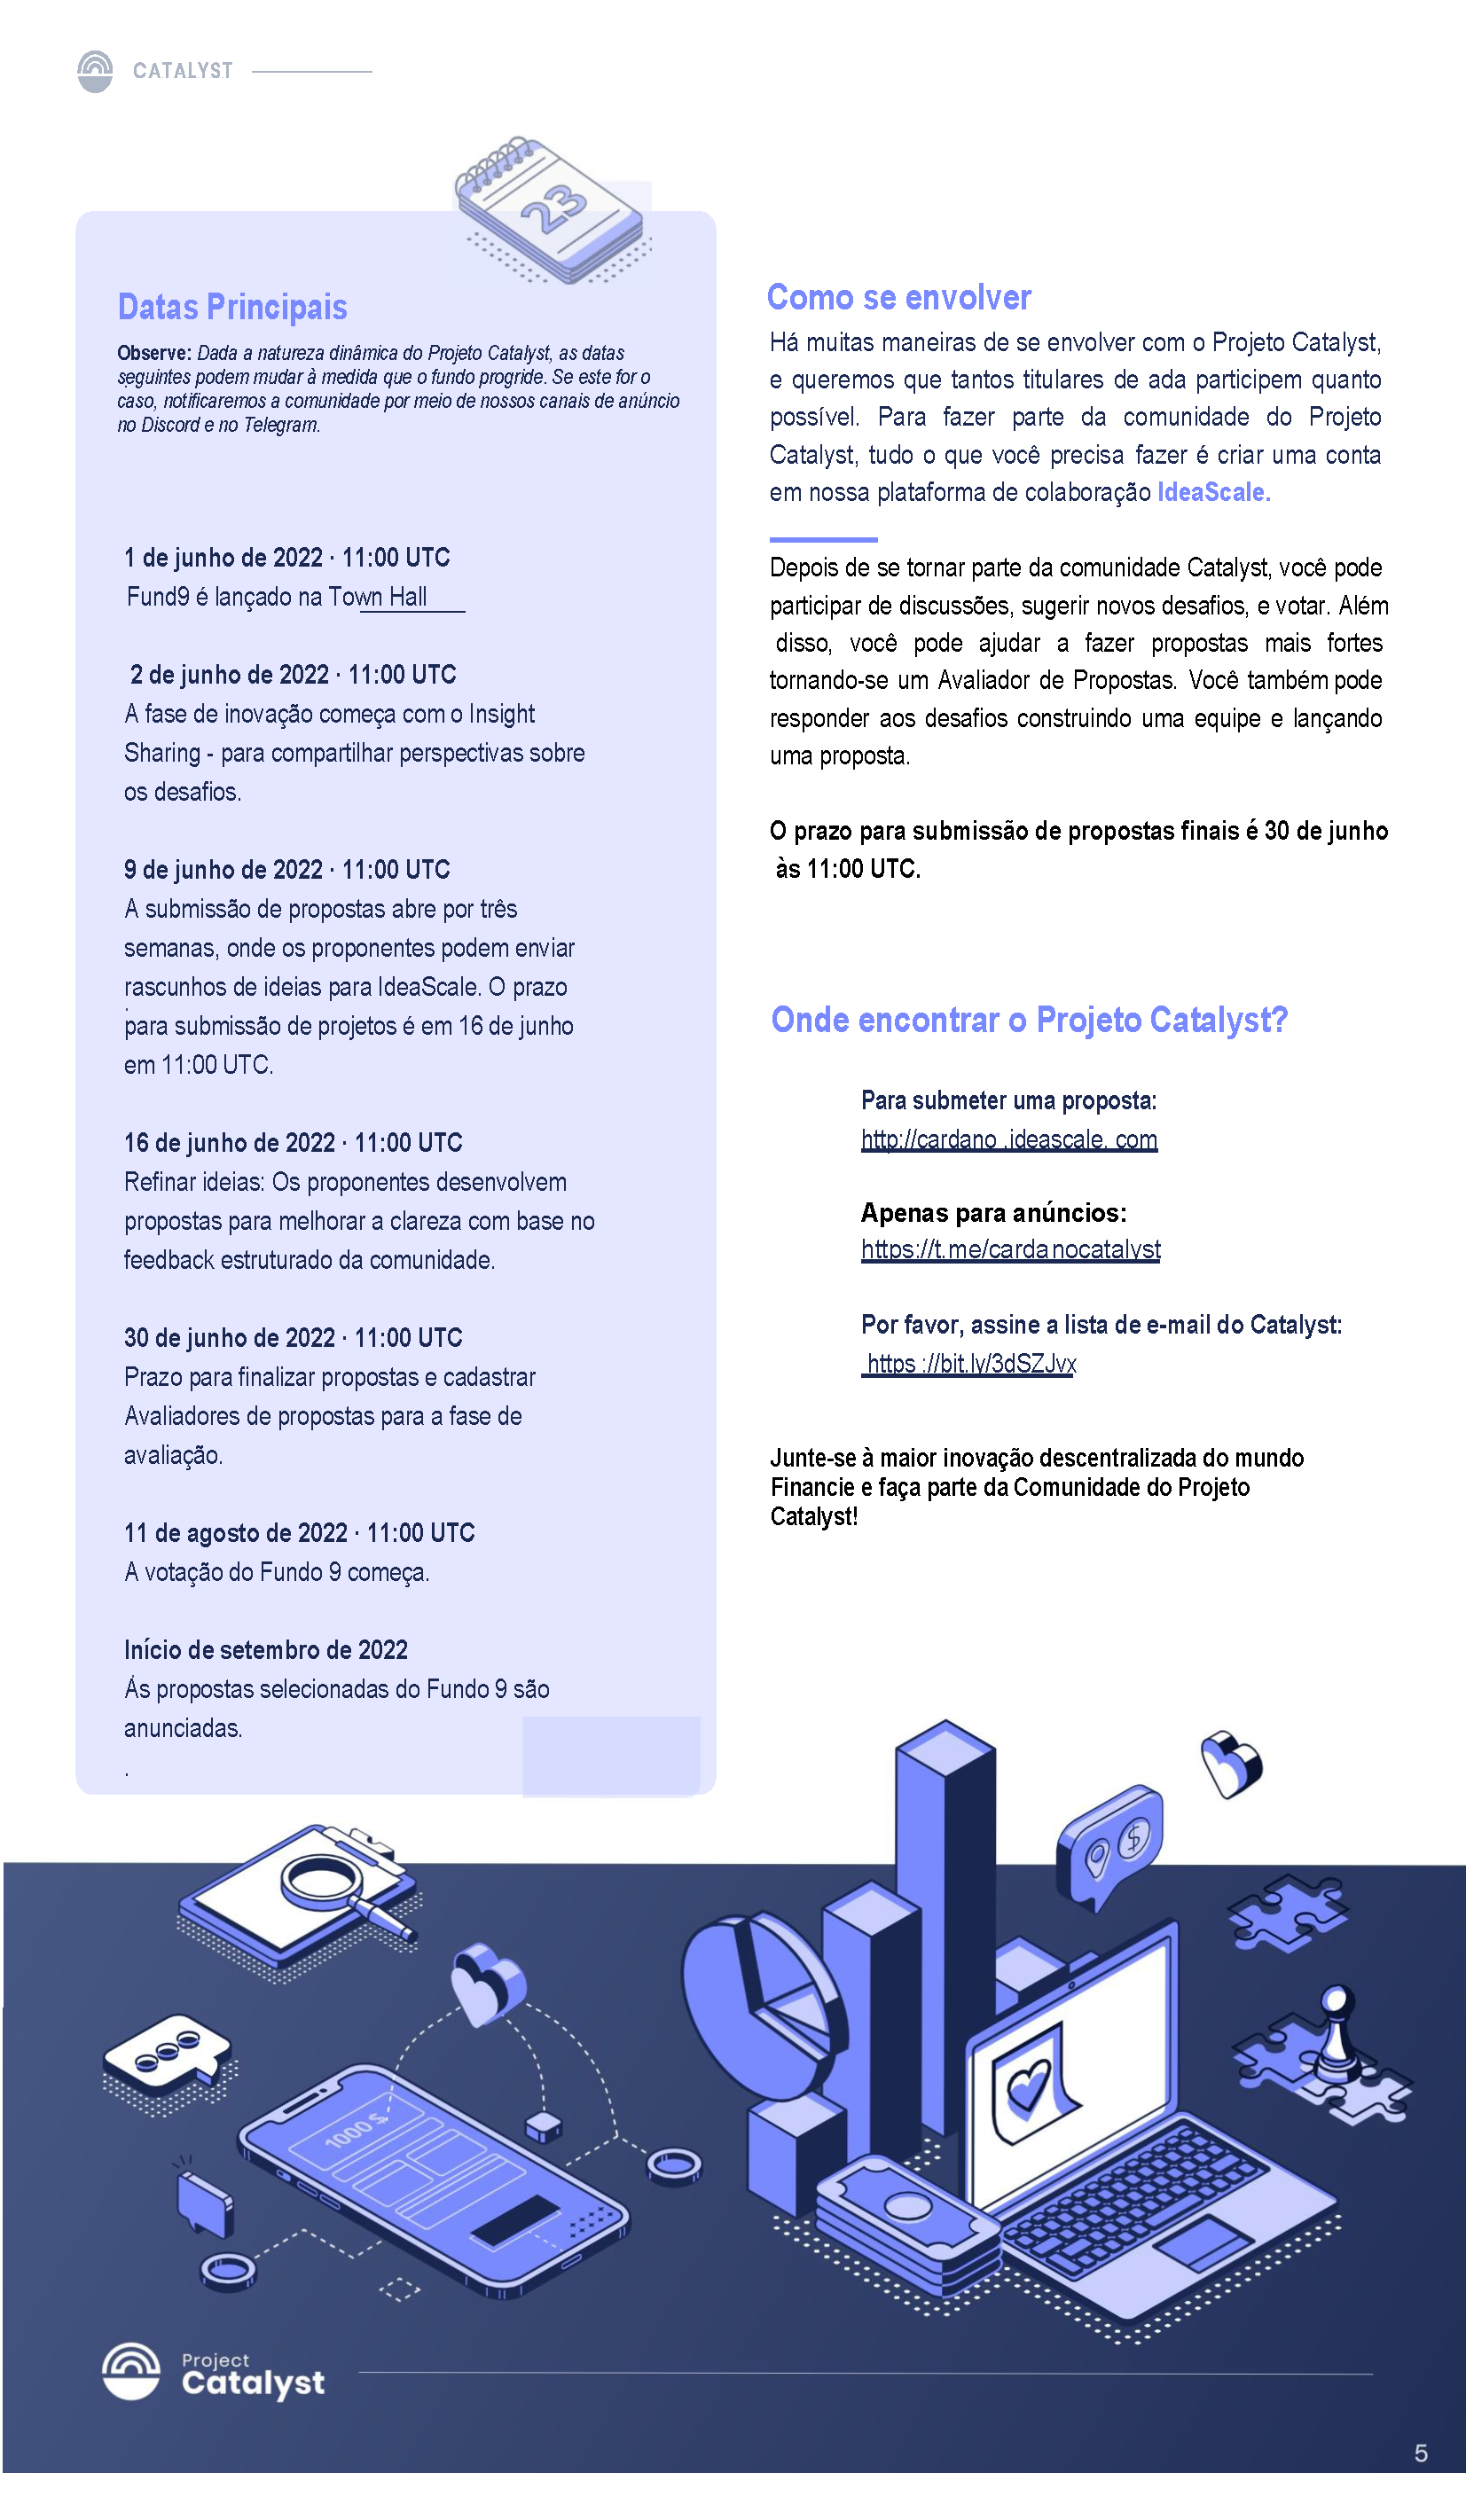 CATALYST
23
Datas Principais
Observe: Dada a natureza dinâmica do Projeto Catalyst, as datas
seguintes podem mudar à medida que o fundo progride. Se este for o
caso, notificaremos a comunidade por meio de nossos canais de anúncio
no Discord e no Telegram.
1 de junho de 2022 · 11:00 UTC
Fund9 é lançado na Town Hall
2 de junho de 2022 · 11:00 UTC
A fase de inovação começa com o Insight
Sharing - para compartilhar perspectivas sobre
os desafios.
9 de junho de 2022 · 11:00 UTC
A submissão de propostas abre por três
semanas, onde os proponentes podem enviar
rascunhos de ideias para IdeaScale. O prazo
para submissão de projetos é em 16 de junho
em 11:00 UTC.
16 de junho de 2022 · 11:00 UTC
Refinar ideias: Os proponentes desenvolvem
propostas para melhorar a clareza com base no
feedback estruturado da comunidade.
30 de junho de 2022 · 11:00 UTC
Prazo para finalizar propostas e cadastrar
Avaliadores de propostas para a fase de
avaliação.
11 de agosto de 2022 · 11:00 UTC
A votação do Fundo 9 começa.
Início de setembro de 2022
As propostas selecionadas do Fundo 9 são
anunciadas.
.
Como se envolver
Há muitas maneiras de se envolver com o Projeto Catalyst,
e queremos que tantos titulares de ada participem quanto
possível. Para fazer parte da comunidade do Projeto
Catalyst, tudo o que você precisa fazer é criar uma conta
em nossa plataforma de colaboração IdeaScale.
Depois de se tornar parte da comunidade Catalyst, você pode
participar de discussões, sugerir novos desafios, e votar. Além
disso, você pode ajudar a fazer propostas mais fortes
tornando-se um Avaliador de Propostas. Você também pode
responder aos desafios construindo uma equipe e lançando
uma proposta.
O prazo para submissão de propostas finais é 30 de junho
às 11:00 UTC.
Onde encontrar o Projeto Catalyst?
Para submeter uma proposta:
http://cardano .ideascale. com
Apenas para anúncios:
https://t.me/cardanocatalyst
Por favor, assine a lista de e-mail do Catalyst:
https ://bit.ly/3dSZJvx
Junte-se à maior inovação descentralizada do mundo
Financie e faça parte da Comunidade do Projeto
Catalyst!
$
1000 $
Project
Catalyst
5